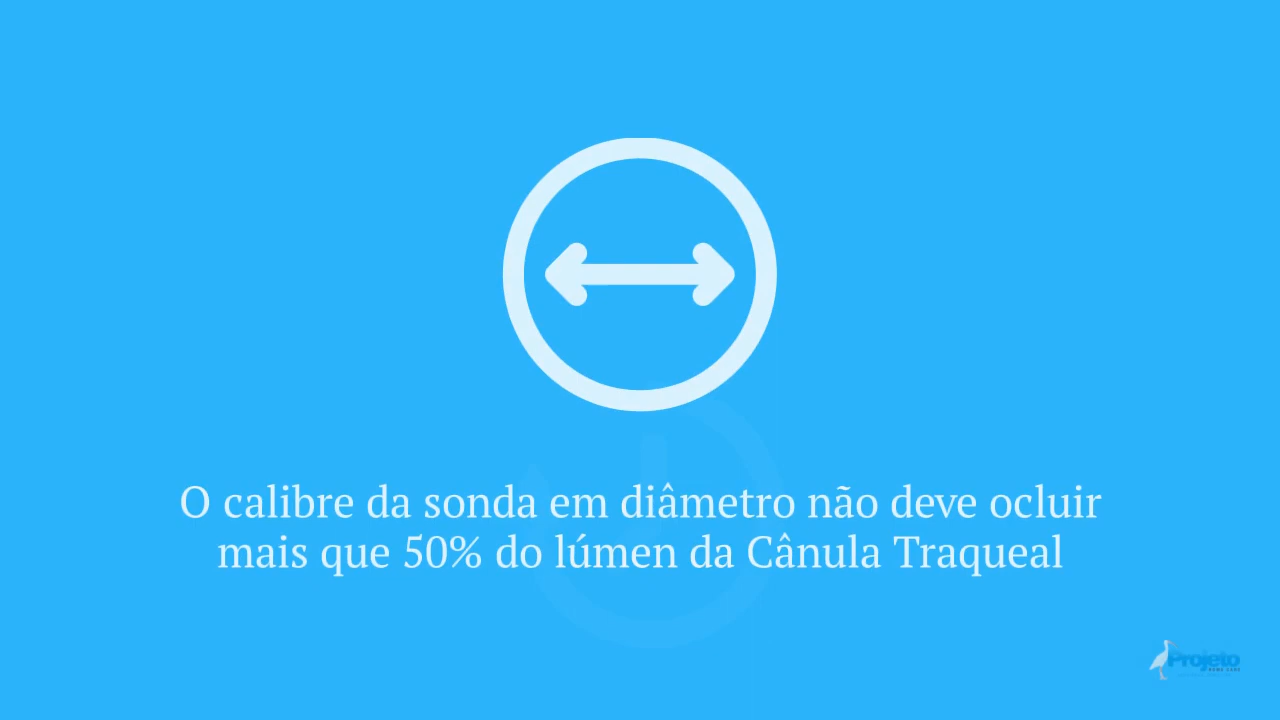 O calibre da sonda em diâmetro não deve ocluir
mais que 50% do lúmen da Cânula Traqueal
Projeto